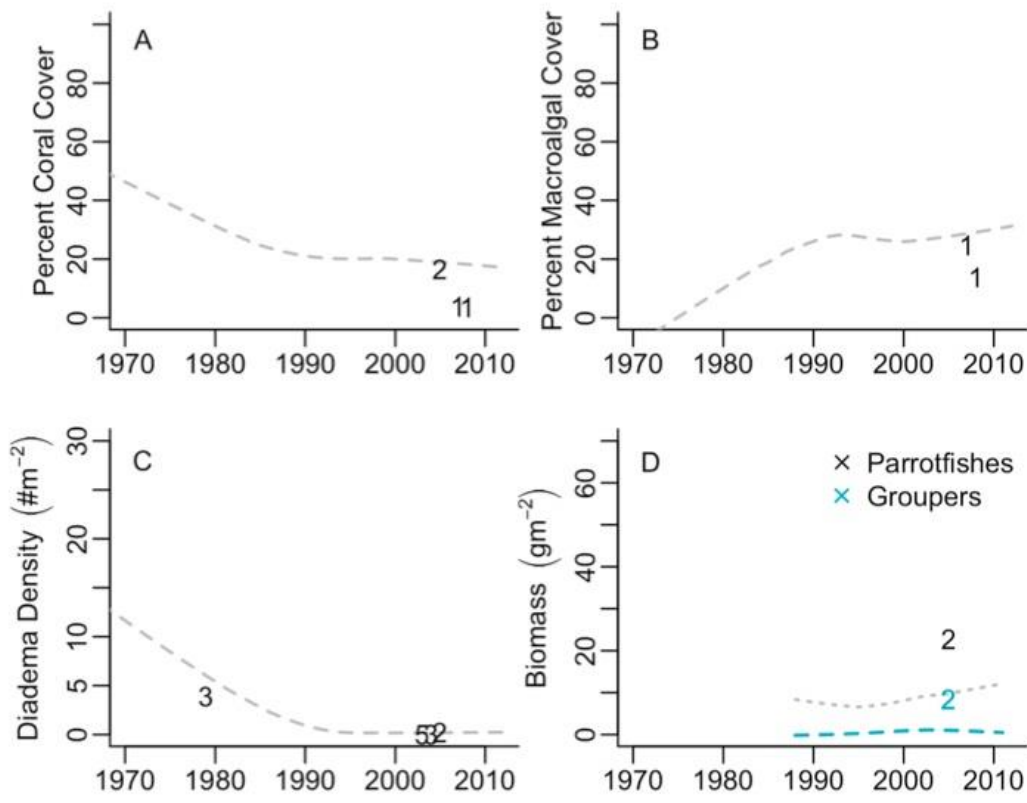 A
Percent Coral Cover
0 20 40 60 80
2
11
1970 1980 1990 2000 2010
B
Percent Macroalgal Cover
0 20 40 60 80
1
1
1970 1980 1990 2000 2010
C
Diadema Density (#m⁻²)
0 5 10 20 30
3
2
1970 1980 1990 2000 2010
D
Biomass (gm⁻²)
0 20 40 60
× Parrotfishes
× Groupers
2
2
1970 1980 1990 2000 2010